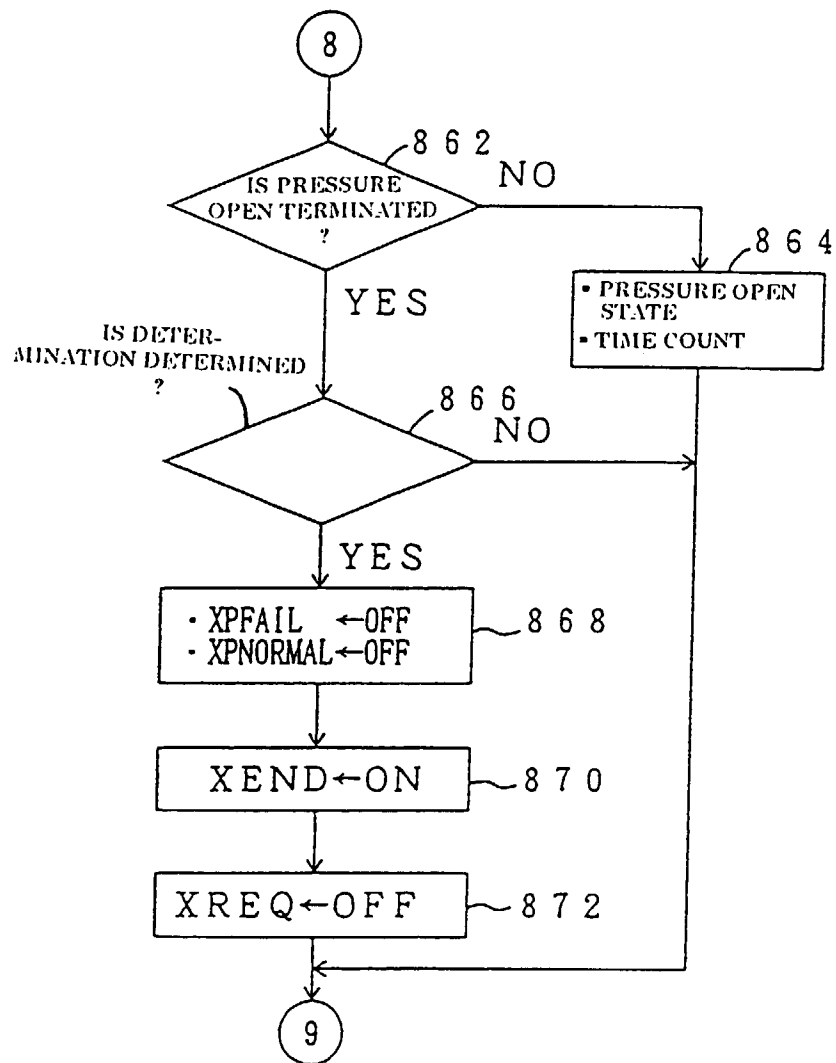 8
862
IS PRESSURE
OPEN TERMINATED
?
NO
864
▪ PRESSURE OPEN
STATE
▪ TIME COUNT
YES
IS DETER-
MINATION DETERMINED
?
866
NO
YES
· XPFAIL ←OFF
· XPNORMAL←OFF
868
XEND←ON
870
XREQ←OFF
872
9